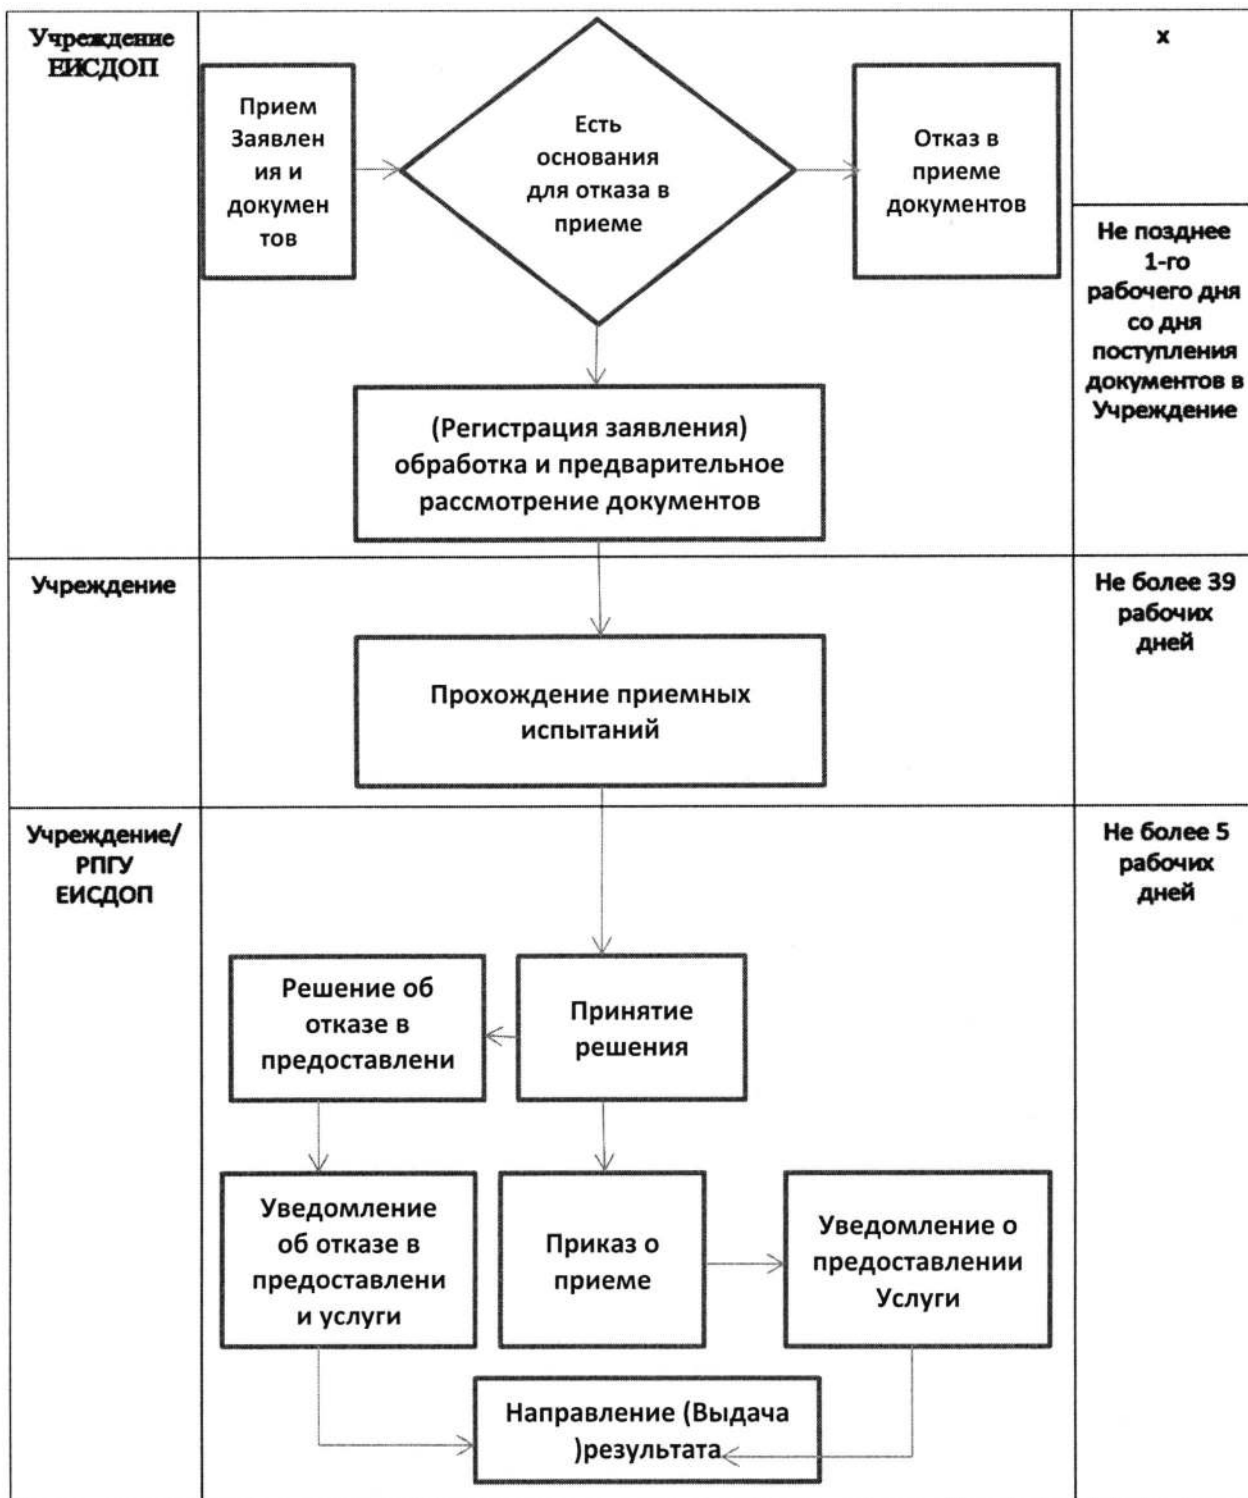 Учреждение
ЕИСДОП
Прием
Заявлен
ия и
докумен
тов
Есть
основания
для отказа в
приеме
Отказ в
приеме
документов
х
Не позднее
1-го
рабочего дня
со дня
поступления
документов в
Учреждение
(Регистрация заявления)
обработка и предварительное
рассмотрение документов
Учреждение
Прохождение приемных
испытаний
Не более 39
рабочих
дней
Учреждение/
РПГУ
ЕИСДОП
Не более 5
рабочих
дней
Решение об
отказе в
предоставлени
Принятие
решения
Уведомление
об отказе в
предоставлени
и услуги
Приказ о
приеме
Уведомление о
предоставлении
Услуги
Направление (Выдача
)результата